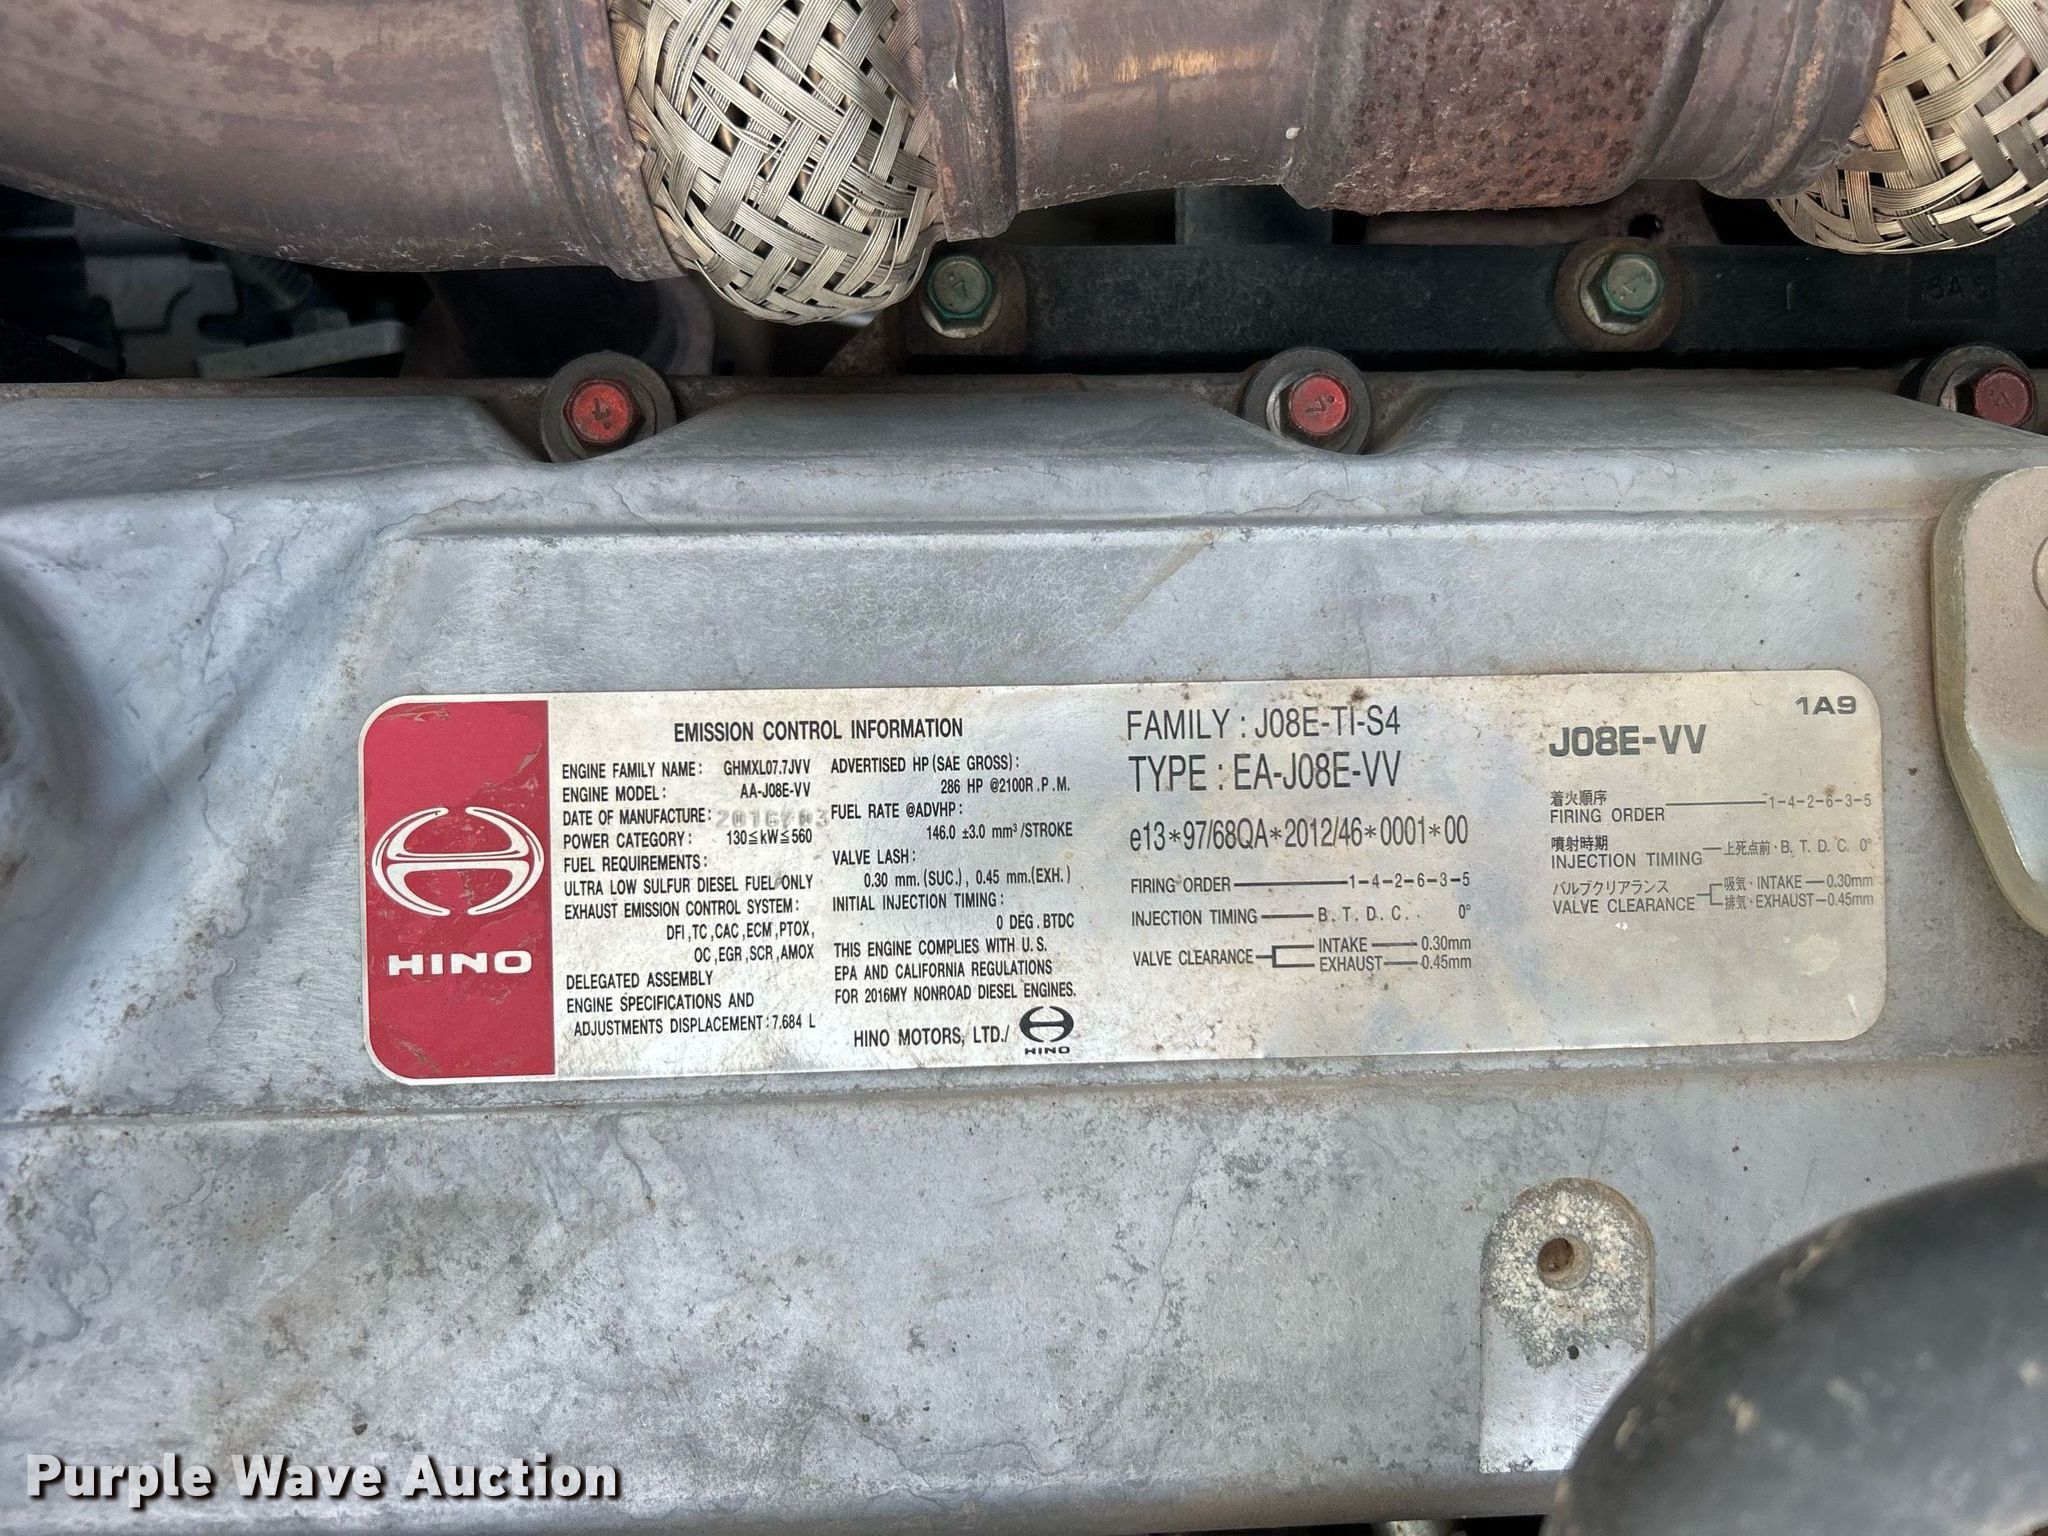 HINO
EMISSION CONTROL INFORMATION
ENGINE FAMILY NAME: GHMXL07.7JVV
ENGINE MODEL: AA-J08E-VV
DATE OF MANUFACTURE: 2016/03
POWER CATEGORY: 130≦kW≦560
FUEL REQUIREMENTS:
ULTRA LOW SULFUR DIESEL FUEL ONLY
EXHAUST EMISSION CONTROL SYSTEM:
DFI,TC,CAC,ECM,PTOX,
OC,EGR,SCR,AMOX
DELEGATED ASSEMBLY
ENGINE SPECIFICATIONS AND
ADJUSTMENTS DISPLACEMENT: 7.684 L
ADVERTISED HP (SAE GROSS):
286 HP @2100R.P.M.
FUEL RATE @ADVHP:
146.0 ±3.0 mm³/STROKE
VALVE LASH:
0.30 mm.(SUC.), 0.45 mm.(EXH.)
INITIAL INJECTION TIMING:
0 DEG.BTDC
THIS ENGINE COMPLIES WITH U.S.
EPA AND CALIFORNIA REGULATIONS
FOR 2016MY NONROAD DIESEL ENGINES.
HINO MOTORS, LTD./ HINO
FAMILY : J08E-TI-S4
TYPE : EA-J08E-VV
e13*97/68QA*2012/46*0001*00
FIRING ORDER 1-4-2-6-3-5
INJECTION TIMING B.T.D.C. 0°
VALVE CLEARANCE INTAKE 0.30mm
EXHAUST 0.45mm
1A9
J08E-VV
着火順序
FIRING ORDER 1-4-2-6-3-5
噴射時期
INJECTION TIMING 上死点前・B.T.D.C. 0°
バルブクリアランス
VALVE CLEARANCE 吸気・INTAKE 0.30mm
排気・EXHAUST 0.45mm
Purple Wave Auction